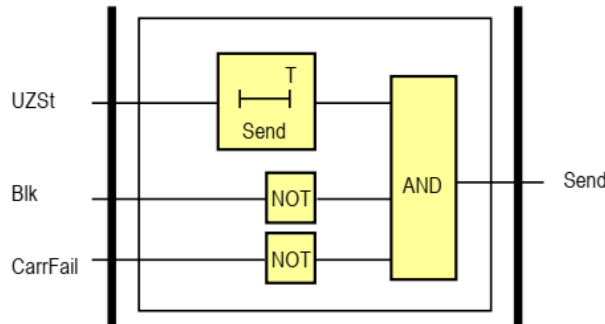 T
UZSt
Send
Blk
NOT
AND
Send
CarrFail
NOT